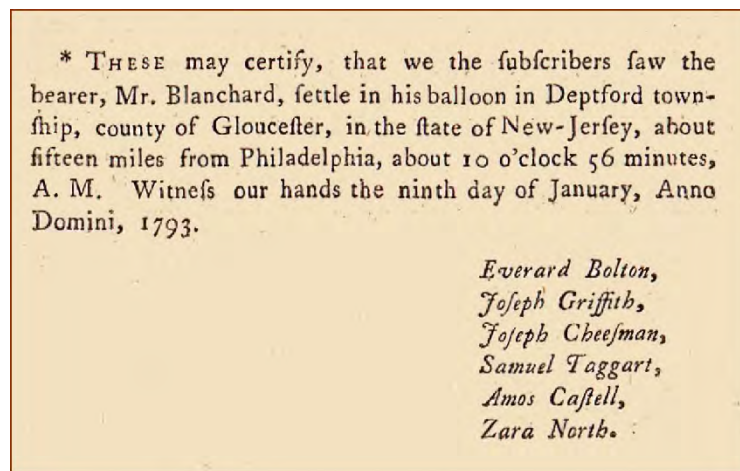 * THESE may certify, that we the ſubſcribers ſaw the
bearer, Mr. Blanchard, ſettle in his balloon in Deptford town-
ſhip, county of Glouceſter, in the ſtate of New-Jerſey, about
fifteen miles from Philadelphia, about 10 o'clock 56 minutes,
A. M. Witneſs our hands the ninth day of January, Anno
Domini, 1793.
Everard Bolton,
Joſeph Griffith,
Joſeph Cheeſman,
Samuel Taggart,
Amos Caſtell,
Zara North.